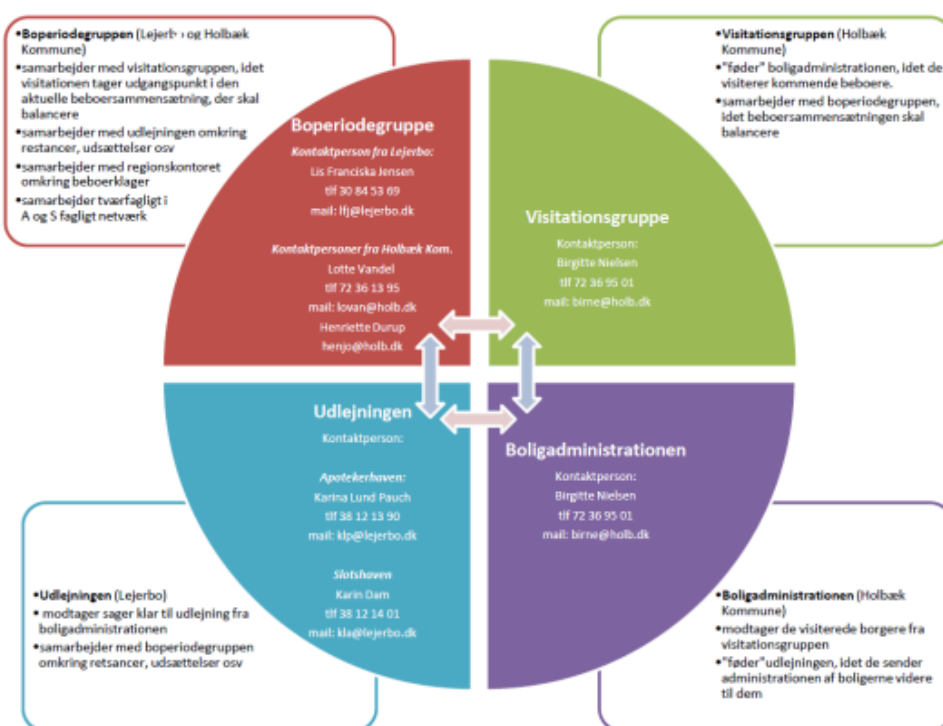 •Boperiodegruppen (Lejerb og Holbæk
Kommune)
•samarbejder med visitationsgruppen, idet
visitationen tager udgangspunkt i den
aktuelle beboersammensætning, der skal
balancere
•samarbejder med udlejningen omkring
restancer, udsættelser osv
•samarbejder med regionskontoret
omkring beboerklager
•samarbejder tværfagligt i
A og S fagligt netværk
•Visitationsgruppen (Holbæk
Kommune)
•"føder" boligadministrationen, idet de
visiterer kommende beboere.
•samarbejder med boperiodegruppen,
idet beboersammensætningen skal
balancere
Boperiodegruppe
Kontaktperson fra Lejerbo:
Lis Franciska Jensen
tlf 30 84 53 69
mail: lfj@lejerbo.dk
Kontaktpersoner fra Holbæk Kom.
Lotte Vandel
tlf 72 36 13 95
mail: lovan@holb.dk
Henriette Durup
henjo@holb.dk
Visitationsgruppe
Kontaktperson:
Birgitte Nielsen
tlf 72 36 95 01
mail: birne@holb.dk
Udlejningen
Kontaktperson:
Apotekerhaven:
Karina Lund Pauch
tlf 38 12 13 90
mail: klp@lejerbo.dk
Slotshaven
Karin Dam
tlf 38 12 14 01
mail: kla@lejerbo.dk
Boligadministrationen
Kontaktperson:
Birgitte Nielsen
tlf 72 36 95 01
mail: birne@holb.dk
•Udlejningen (Lejerbo)
• modtager sager klar til udlejning fra
boligadministrationen
•samarbejder med boperiodegruppen
omkring retsancer, udsættelser osv
•Boligadministrationen (Holbæk
Kommune)
•modtager de visiterede borgere fra
visitationsgruppen
•"føder"udlejningen, idet de sender
administrationen af boligerne videre
til dem